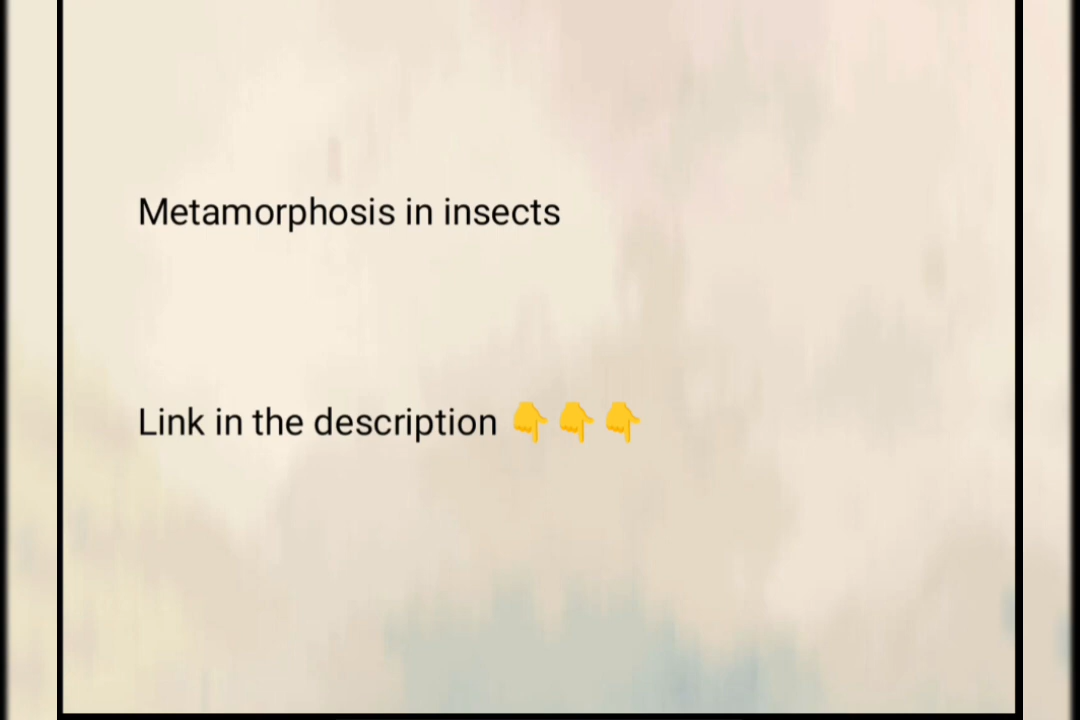 Metamorphosis in insects
Link in the description 👇👇👇